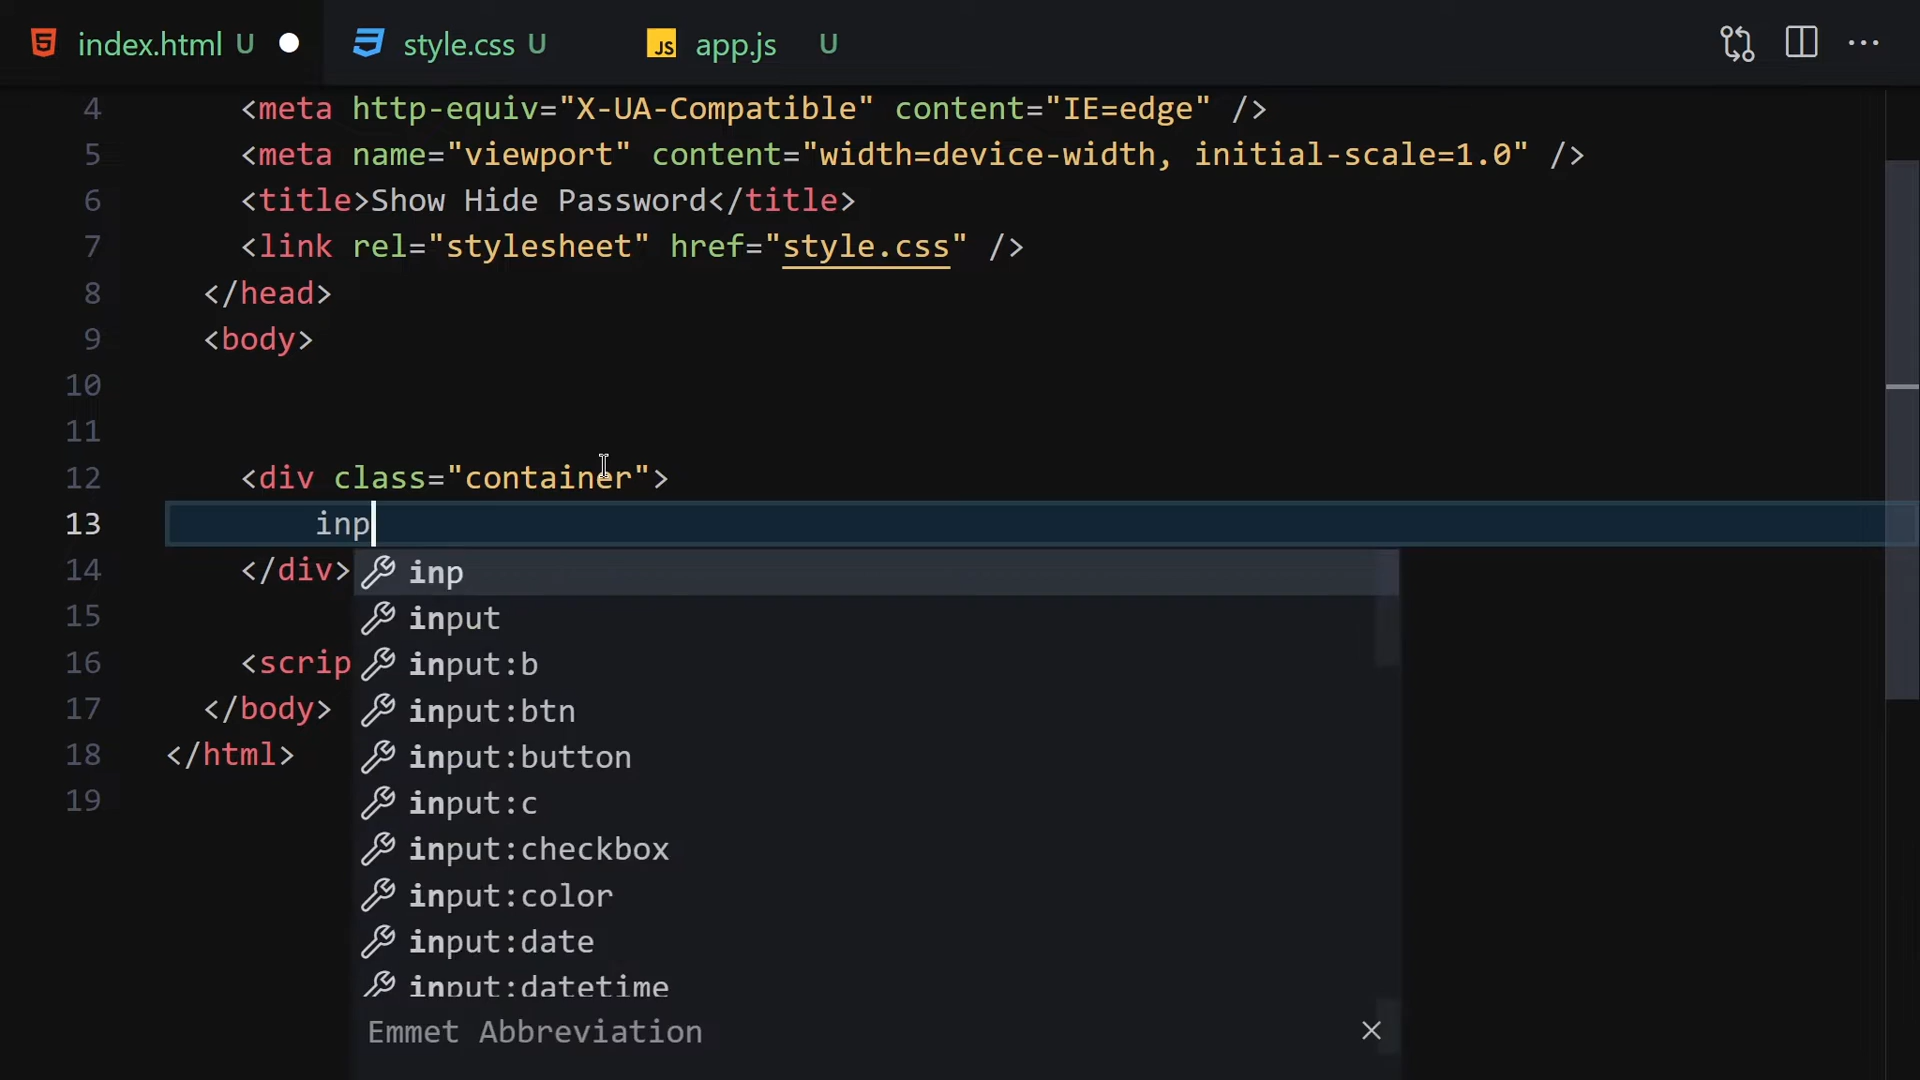 index.html U
style.css U
JS app.js U
4 <meta http-equiv="X-UA-Compatible" content="IE=edge" />
5 <meta name="viewport" content="width=device-width, initial-scale=1.0" />
6 <title>Show Hide Password</title>
7 <link rel="stylesheet" href="style.css" />
8 </head>
9 <body>
10
11
12 <div class="container">
13 inp
14 </div>
15
16 <scrip
17 </body>
18 </html>
19
inp
input
input:b
input:btn
input:button
input:c
input:checkbox
input:color
input:date
input:datetime
Emmet Abbreviation